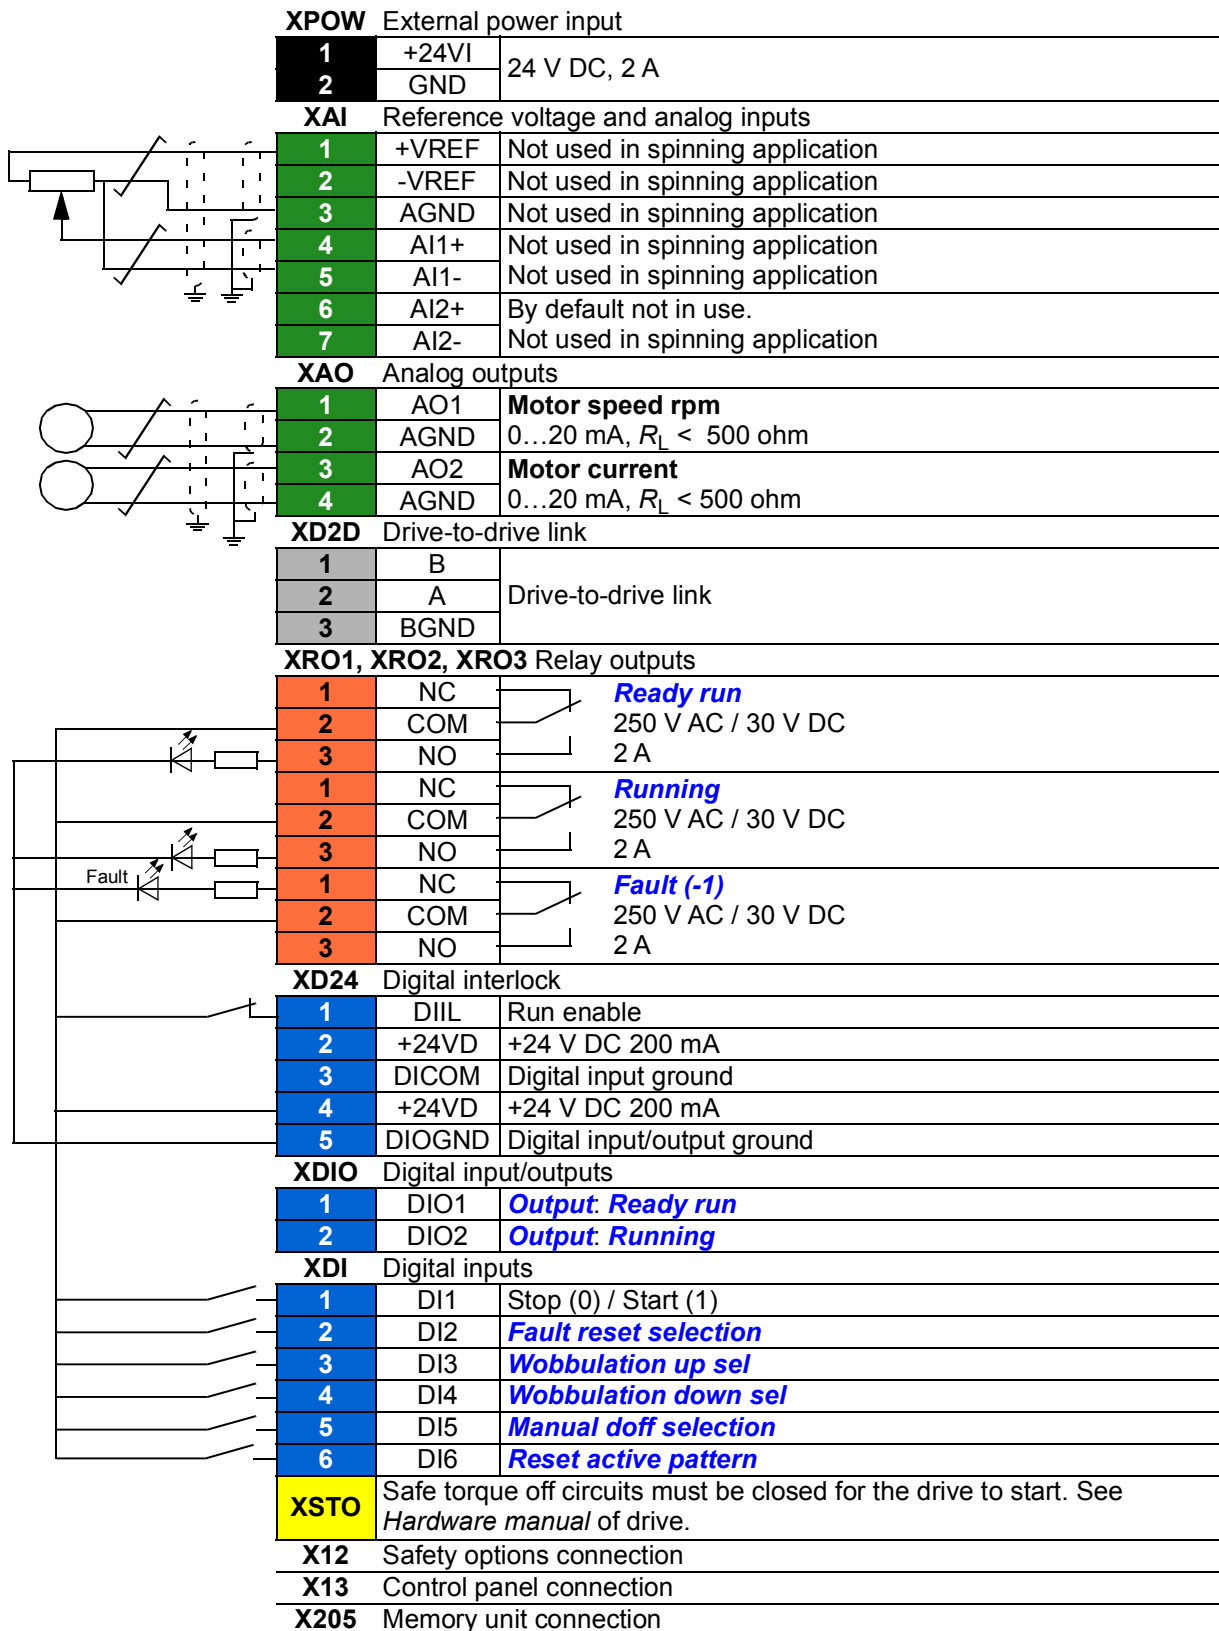 XPOW External power input
1 +24VI 24 V DC, 2 A
2 GND
XAI Reference voltage and analog inputs
1 +VREF Not used in spinning application
2 -VREF Not used in spinning application
3 AGND Not used in spinning application
4 AI1+ Not used in spinning application
5 AI1- Not used in spinning application
6 AI2+ By default not in use.
7 AI2- Not used in spinning application
XAO Analog outputs
1 AO1 Motor speed rpm
2 AGND 0…20 mA, RL < 500 ohm
3 AO2 Motor current
4 AGND 0…20 mA, RL < 500 ohm
XD2D Drive-to-drive link
1 B
2 A Drive-to-drive link
3 BGND
XRO1, XRO2, XRO3 Relay outputs
1 NC Ready run
2 COM 250 V AC / 30 V DC
3 NO 2 A
1 NC Running
2 COM 250 V AC / 30 V DC
3 NO 2 A
Fault 1 NC Fault (-1)
2 COM 250 V AC / 30 V DC
3 NO 2 A
XD24 Digital interlock
1 DIIL Run enable
2 +24VD +24 V DC 200 mA
3 DICOM Digital input ground
4 +24VD +24 V DC 200 mA
5 DIOGND Digital input/output ground
XDIO Digital input/outputs
1 DIO1 Output: Ready run
2 DIO2 Output: Running
XDI Digital inputs
1 DI1 Stop (0) / Start (1)
2 DI2 Fault reset selection
3 DI3 Wobbulation up sel
4 DI4 Wobbulation down sel
5 DI5 Manual doff selection
6 DI6 Reset active pattern
XSTO Safe torque off circuits must be closed for the drive to start. See
Hardware manual of drive.
X12 Safety options connection
X13 Control panel connection
X205 Memory unit connection